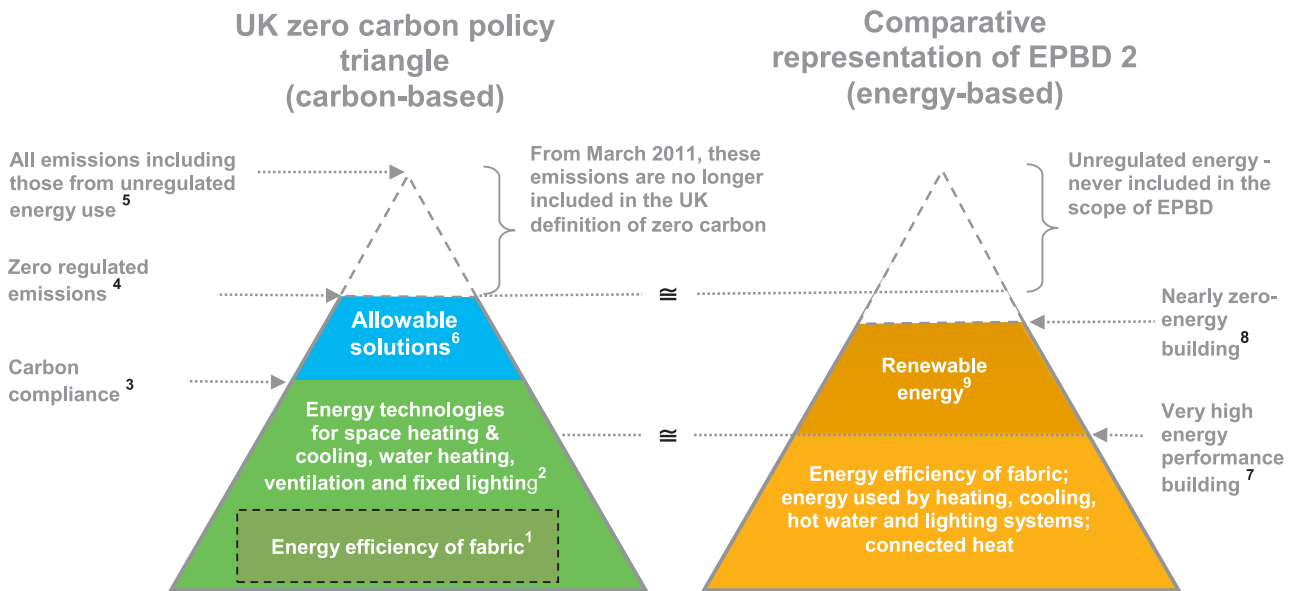 UK zero carbon policy
triangle
(carbon-based)
Comparative
representation of EPBD 2
(energy-based)
All emissions including
those from unregulated
energy use 5
From March 2011, these
emissions are no longer
included in the UK
definition of zero carbon
Unregulated energy -
never included in the
scope of EPBD
Zero regulated
emissions 4
≅
Nearly zero-
energy
building 8
Allowable
solutions6
Carbon
compliance 3
Renewable
energy9
Energy technologies
for space heating &
cooling, water heating,
ventilation and fixed lighting2
≅
Very high
energy
performance
building 7
Energy efficiency of fabric1
Energy efficiency of fabric;
energy used by heating, cooling,
hot water and lighting systems;
connected heat